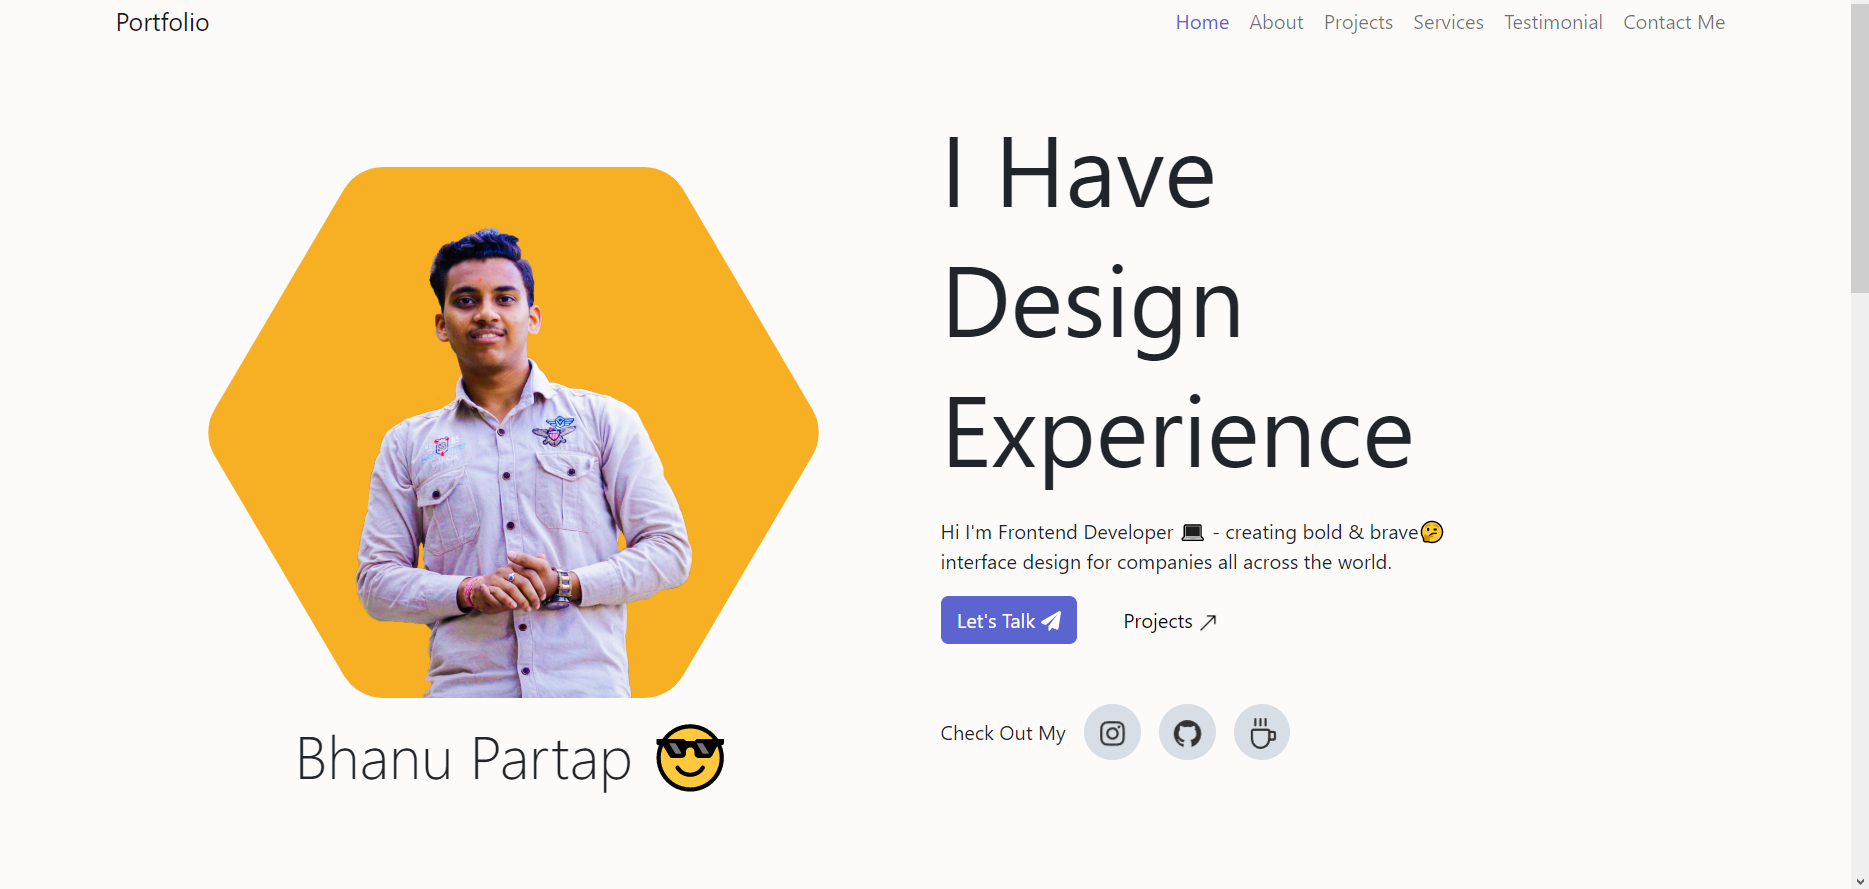 Portfolio
Home About Projects Services Testimonial Contact Me
I Have
Design
Experience
Hi I'm Frontend Developer 💻 - creating bold & brave🤔
interface design for companies all across the world.
Let's Talk
Projects ↗
Check Out My
Bhanu Partap 😎